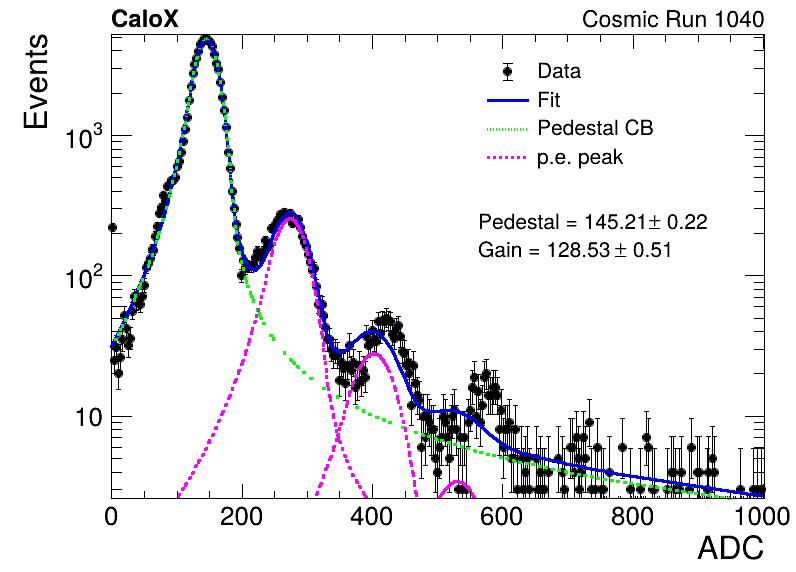 CaloX Cosmic Run 1040
Events
Data
Fit
Pedestal CB
p.e. peak
Pedestal = 145.21± 0.22
Gain = 128.53 ± 0.51
10³
10²
10
0 200 400 600 800 1000
ADC